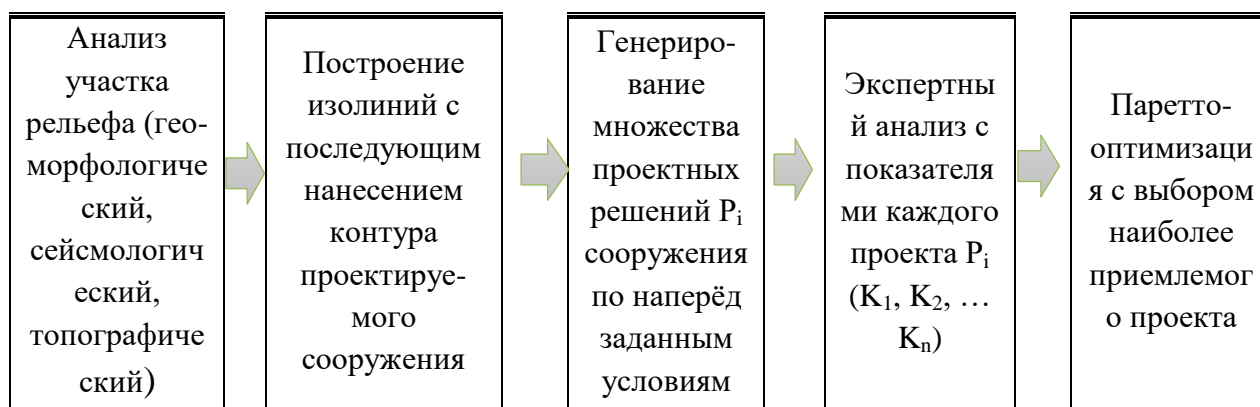 Анализ
участка
рельефа (гео-
морфологиче
ский,
сейсмологич
еский,
топографиче
ский)
Построение
изолиний с
последующим
нанесением
контура
проектируе-
мого
сооружения
Генериро-
вание
множества
проектных
решений Pi
сооружения
по наперёд
заданным
условиям
Экспертны
й анализ с
показателя
ми каждого
проекта Pi
(K1, K2, …
Kn)
Паретто-
оптимизаци
я с выбором
наиболее
приемлемог
о проекта